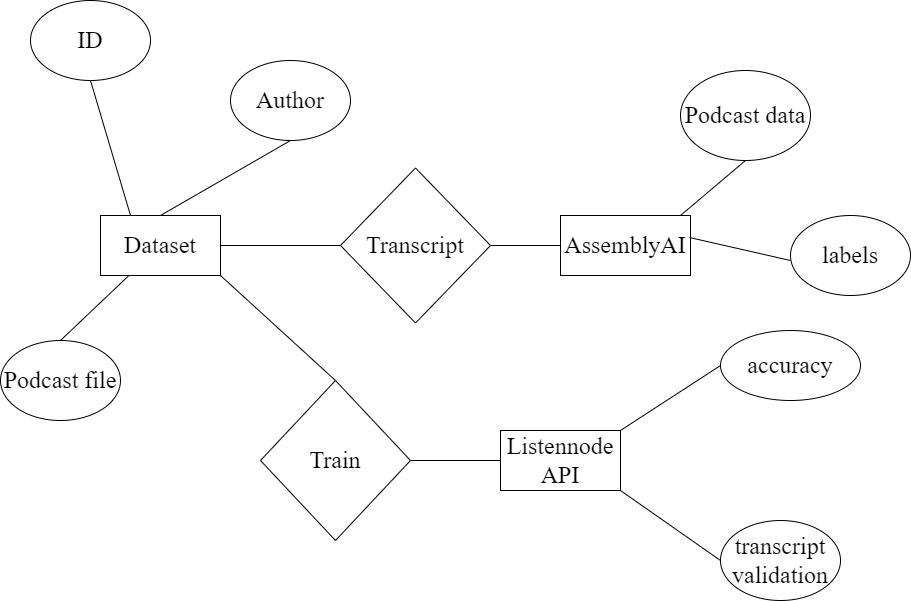 ID
Author
Podcast data
Dataset
Transcript
AssemblyAI
labels
Podcast file
accuracy
Train
Listennode
API
transcript
validation